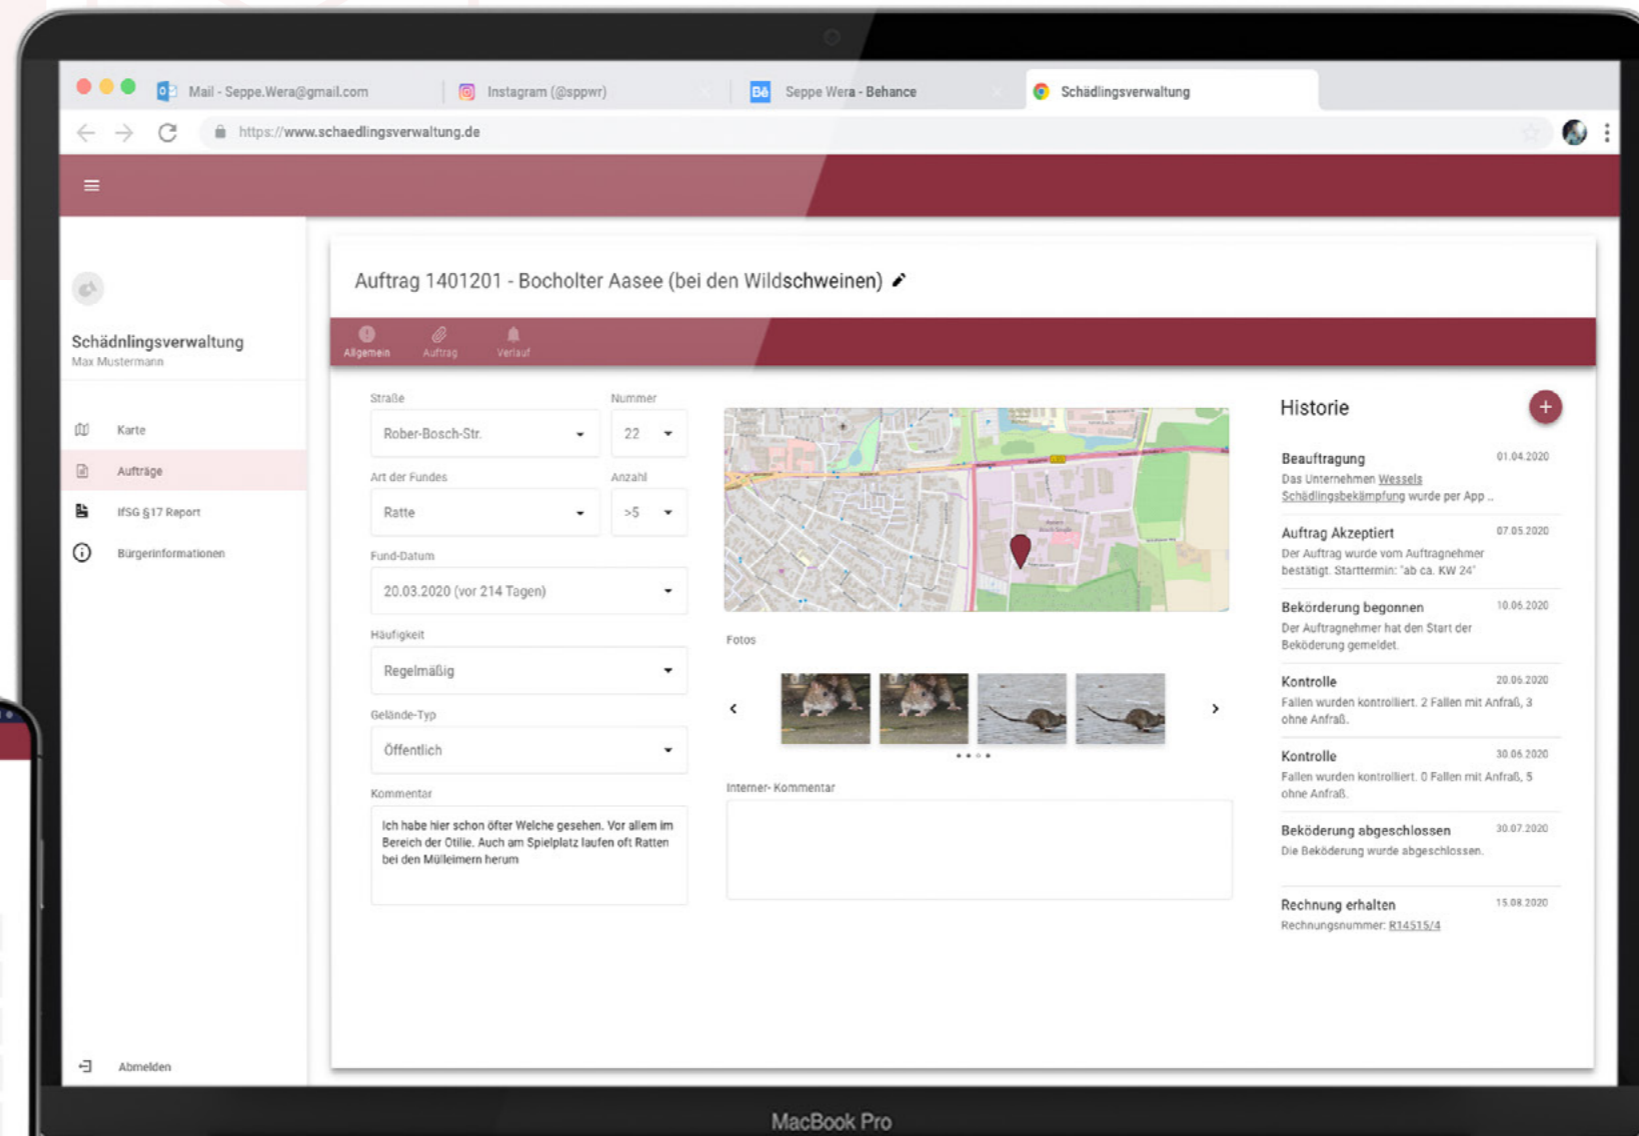 Mail - Seppe.Wera@gmail.com
Instagram (@sppwr)
Bē
Seppe Wera - Behance
Schädlingsverwaltung
https://www.schaedlingsverwaltung.de
Auftrag 1401201 - Bocholter Aasee (bei den Wildschweinen)
Schädnlingsverwaltung
Max Mustermann
Karte
Aufträge
IfSG §17 Report
Bürgerinformationen
Abmelden
Allgemein
Auftrag
Verlauf
Straße
Nummer
Rober-Bosch-Str.
22
Art der Fundes
Anzahl
Ratte
>5
Fund-Datum
20.03.2020 (vor 214 Tagen)
Häufigkeit
Regelmäßig
Gelände-Typ
Öffentlich
Kommentar
Ich habe hier schon öfter Welche gesehen. Vor allem im
Bereich der Otilie. Auch am Spielplatz laufen oft Ratten
bei den Mülleimern herum
Fotos
Interner- Kommentar
Historie
Beauftragung
01.04.2020
Das Unternehmen Wessels
Schädlingsbekämpfung wurde per App ..
Auftrag Akzeptiert
07.05.2020
Der Auftrag wurde vom Auftragnehmer
bestätigt. Starttermin: "ab ca. KW 24"
Bekörderung begonnen
10.06.2020
Der Auftragnehmer hat den Start der
Beköderung gemeldet.
Kontrolle
20.06.2020
Fallen wurden kontrolliert. 2 Fallen mit Anfraß, 3
ohne Anfraß.
Kontrolle
30.06.2020
Fallen wurden kontrolliert. 0 Fallen mit Anfraß, 5
ohne Anfraß.
Beköderung abgeschlossen
30.07.2020
Die Beköderung wurde abgeschlossen.
Rechnung erhalten
15.08.2020
Rechnungsnummer: R14515/4
MacBook Pro